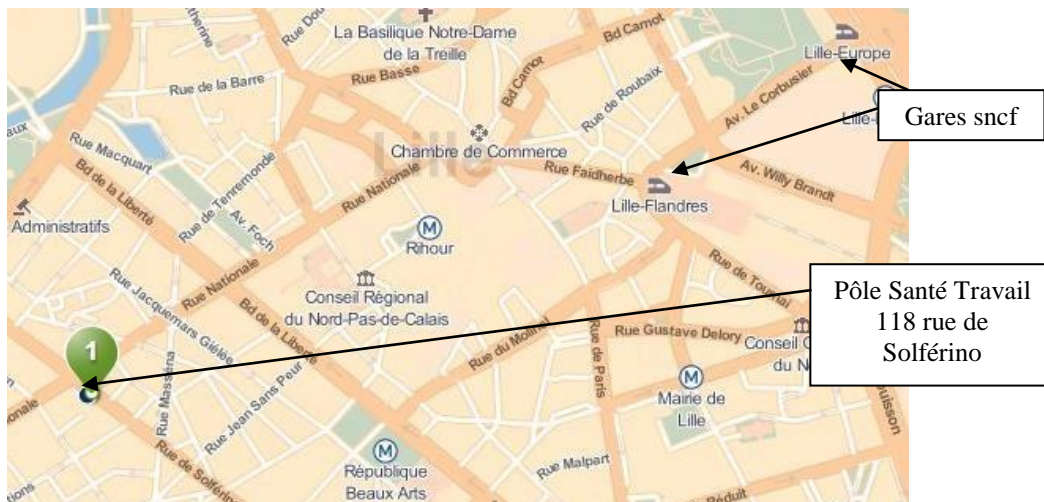 La Basilique Notre-Dame
de la Treille
Bd Carnot
Lille-Europe
Rue de la Barre
Rue Basse
Bd Carnot
Rue de Roubaix
Av. Le Corbusier
Gares sncf
Rue Macquart
Chambre de Commerce
Lille
Rue Faidherbe
Av. Willy Brandt
Bd de la Liberté
Rue de Tenremonde
Rue Nationale
Lille-Flandres
Administratifs
Av. Foch
M
Rihour
Rue Nationale
Rue Jacquemars Giélée
Conseil Régional
du Nord-Pas-de-Calais
Bd de la Liberté
Rue de Tournai
Pôle Santé Travail
118 rue de
Solférino
Rue du Molinel
Rue Gustave Delory
Rue de Paris
Conseil
du N
1
Rue Masséna
Rue Jean Sans Peur
M
Mairie de
Lille
Rue de Solférino
M
République
Beaux Arts
Rue Malpart